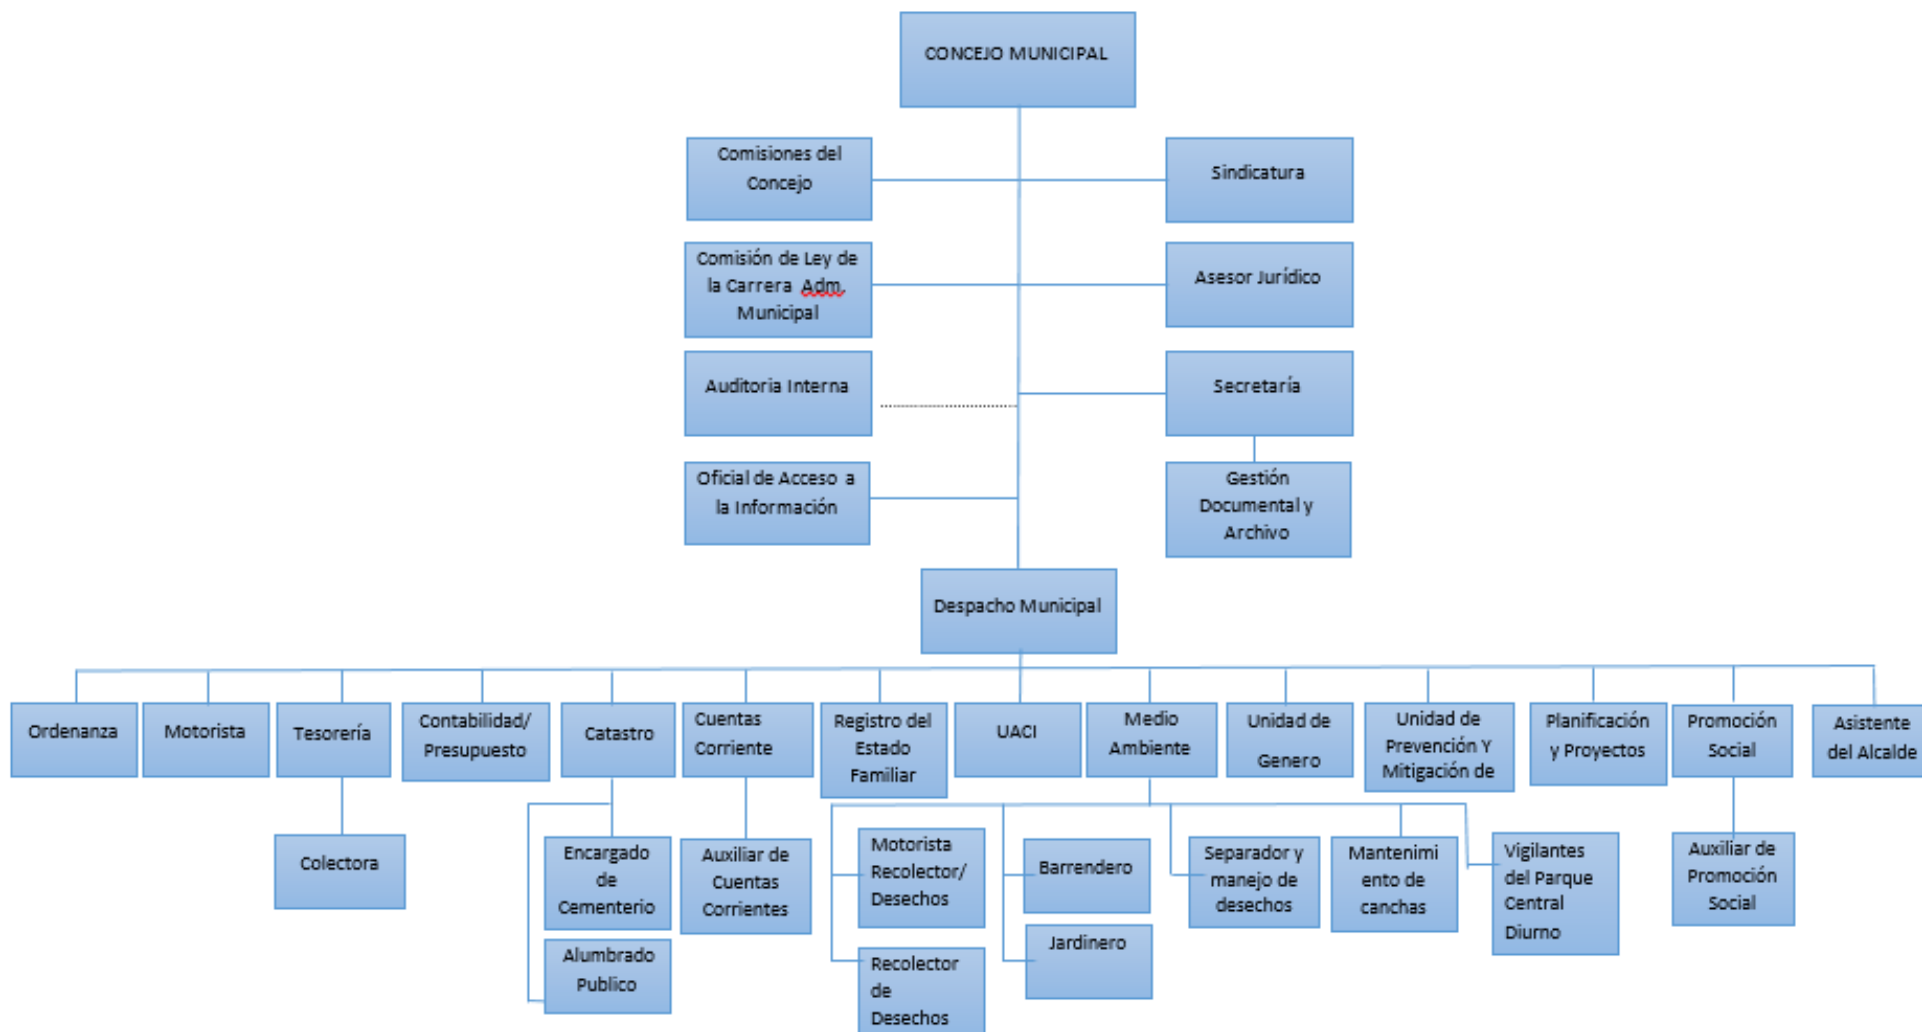 CONCEJO MUNICIPAL
Comisiones del
Concejo
Sindicatura
Comisión de Ley de
la Carrera Adm.
Municipal
Asesor Jurídico
Auditoria Interna
Secretaría
Oficial de Acceso a
la Información
Gestión
Documental y
Archivo
Despacho Municipal
Ordenanza
Motorista
Tesorería
Contabilidad/
Presupuesto
Catastro
Cuentas
Corriente
Registro del
Estado
Familiar
UACI
Medio
Ambiente
Unidad de
Genero
Unidad de
Prevención Y
Mitigación de
Planificación
y Proyectos
Promoción
Social
Asistente
del Alcalde
Colectora
Encargado
de
Cementerio
Alumbrado
Publico
Auxiliar de
Cuentas
Corrientes
Motorista
Recolector/
Desechos
Recolector
de
Desechos
Barrendero
Jardinero
Separador y
manejo de
desechos
Mantenimi
ento de
canchas
Vigilantes
del Parque
Central
Diurno
Auxiliar de
Promoción
Social